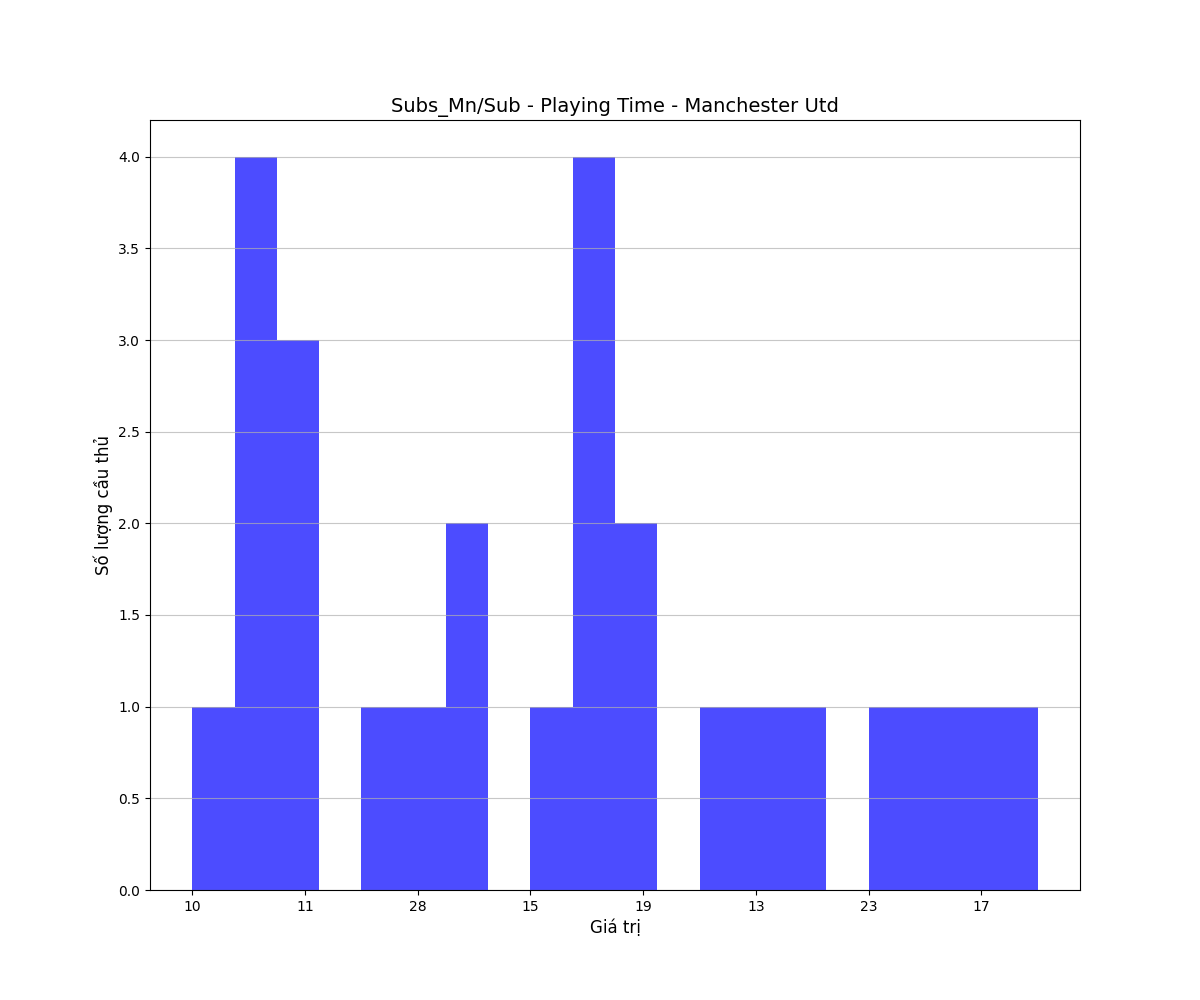 Subs_Mn/Sub - Playing Time - Manchester Utd
Số lượng cầu thủ
4.0
3.5
3.0
2.5
2.0
1.5
1.0
0.5
0.0
10 11 28 15 19 13 23 17
Giá trị